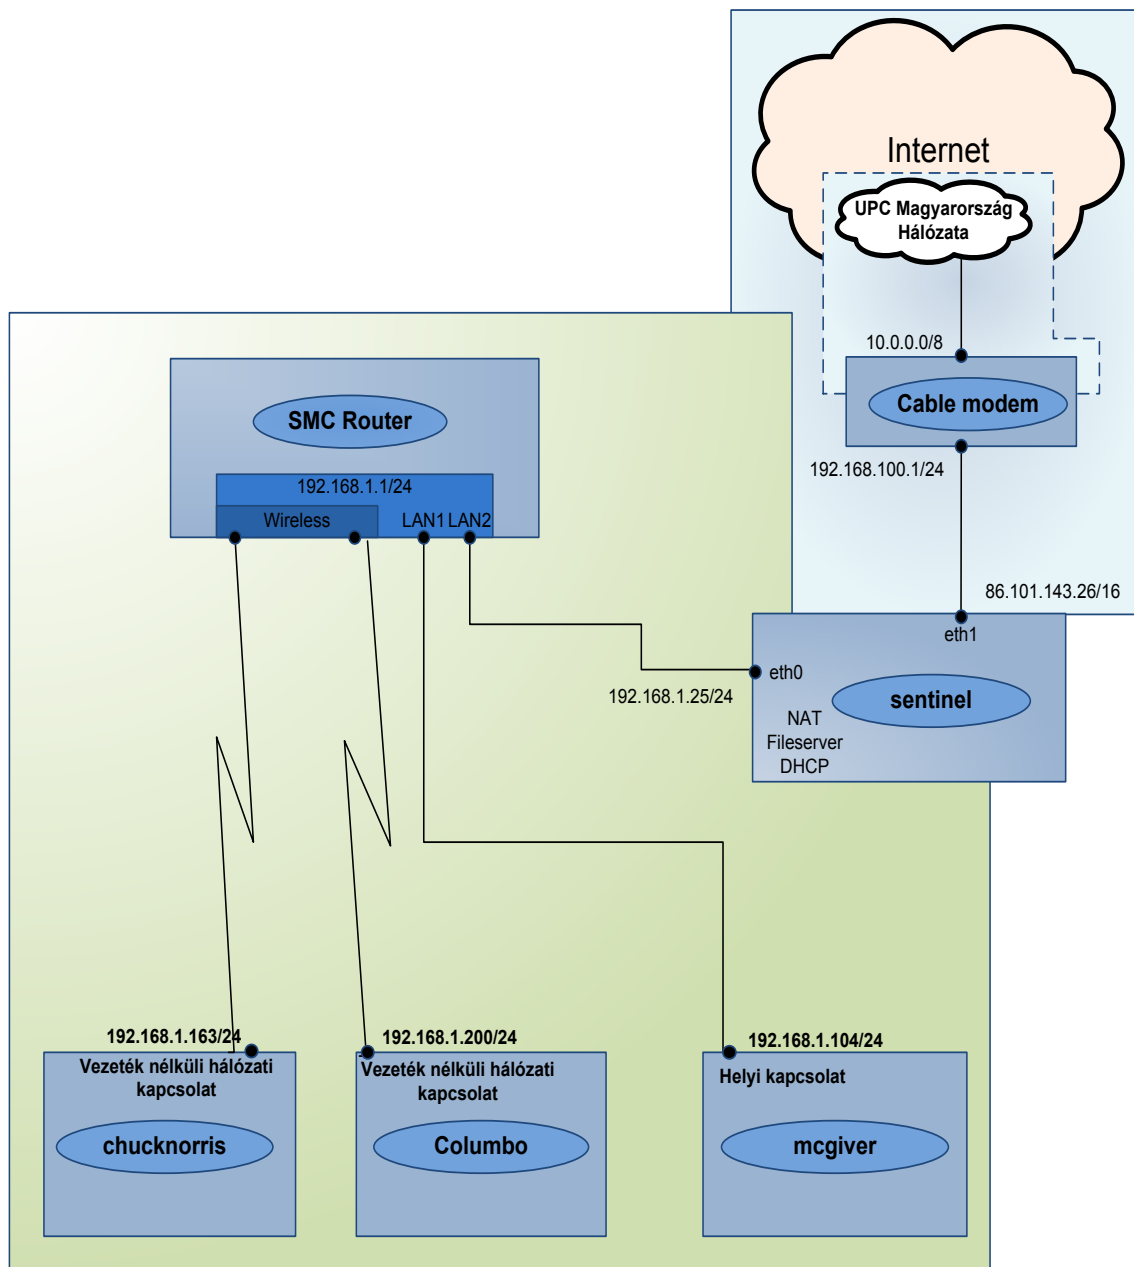 Internet
UPC Magyarország
Hálózata
10.0.0.0/8
Cable modem
192.168.100.1/24
86.101.143.26/16
eth1
eth0
sentinel
192.168.1.25/24
NAT
Fileserver
DHCP
SMC Router
192.168.1.1/24
Wireless
LAN1 LAN2
192.168.1.163/24
Vezeték nélküli hálózati
kapcsolat
chucknorris
192.168.1.200/24
Vezeték nélküli hálózati
kapcsolat
Columbo
192.168.1.104/24
Helyi kapcsolat
mcgiver